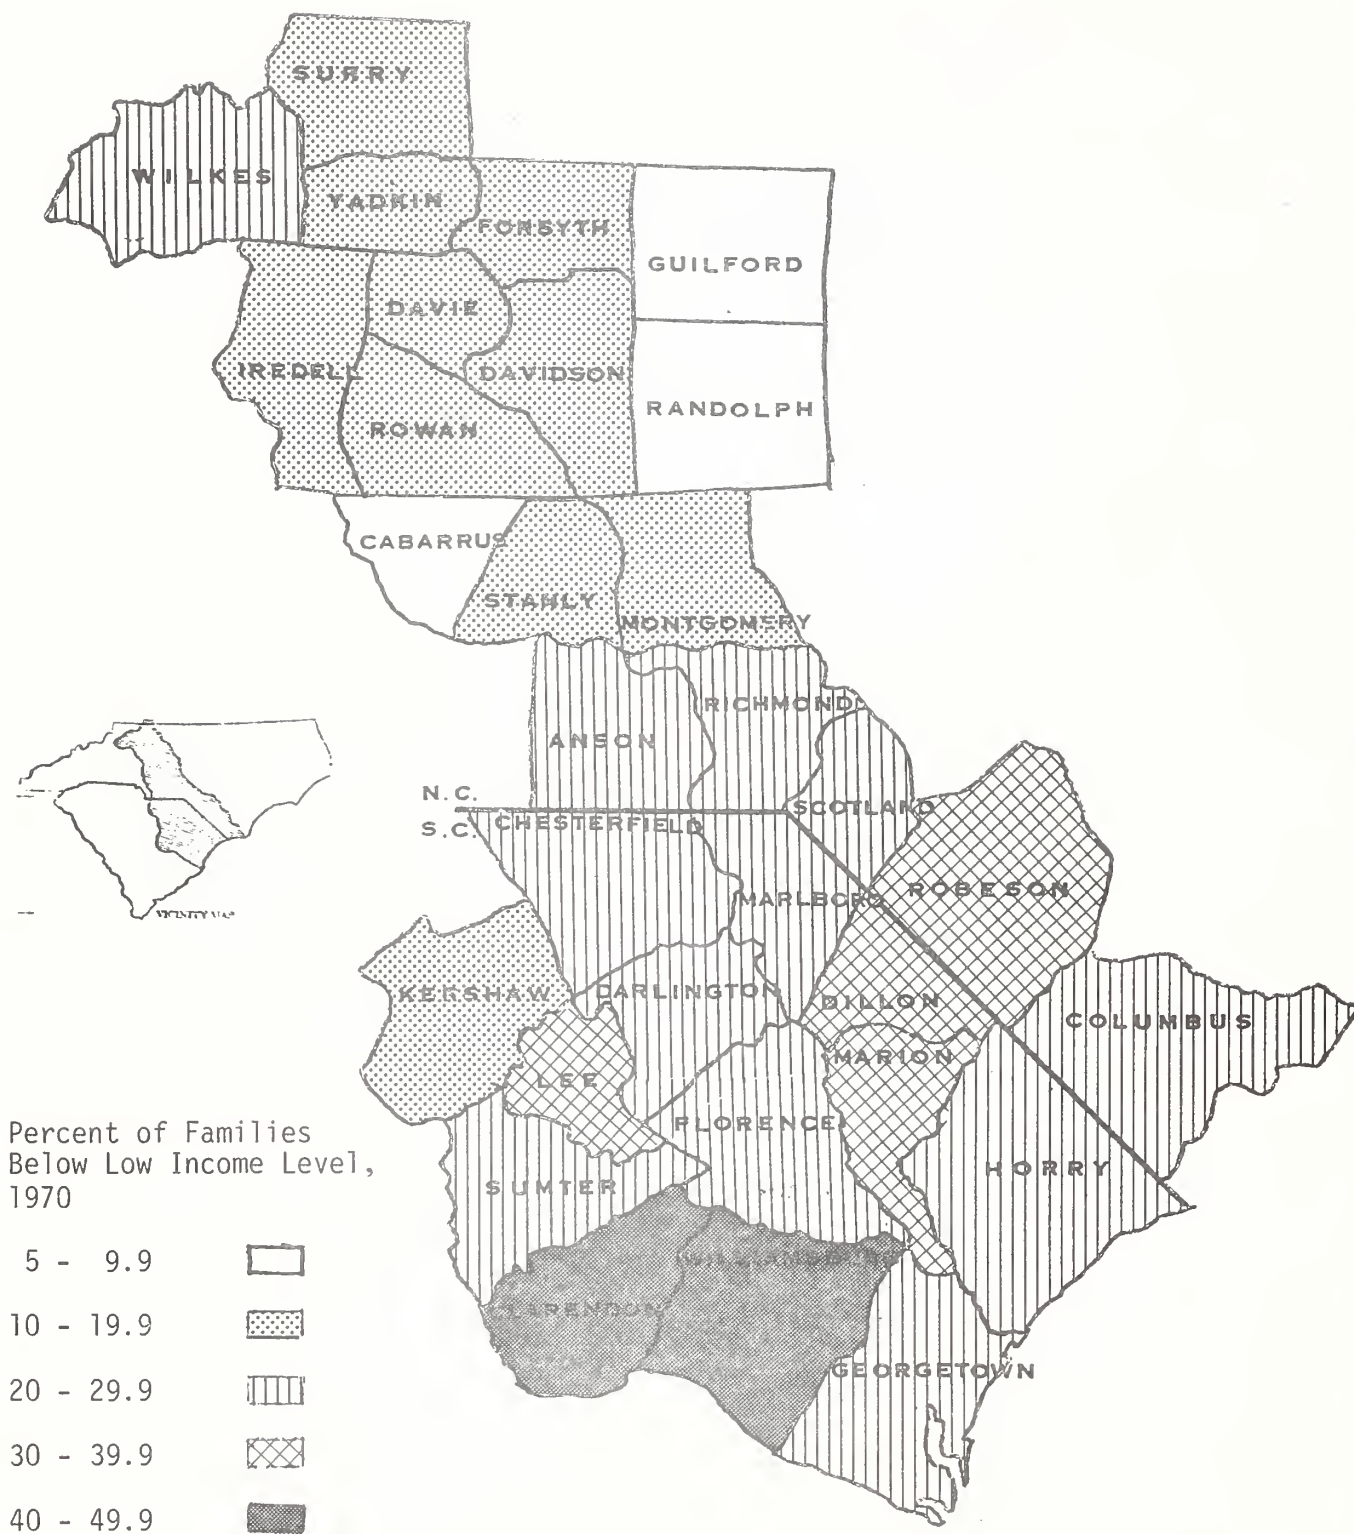 SURRY
WILKES
YADKIN
FORSYTH
GUILFORD
DAVIE
IREDELL
DAVIDSON
RANDOLPH
ROWAN
CABARRUS
STANLY
MONTGOMERY
RICHMOND
ANSON
N.C.
SCOTLAND
S.C.
CHESTERFIELD
ROBESON
MARLBORO
KERSHAW
DARLINGTON
DILLON
COLUMBUS
MARION
LEE
FLORENCE
HORRY
SUMTER
WILLIAMSBURG
CLARENDON
GEORGETOWN
VICINITY MAP
Percent of Families
Below Low Income Level,
1970
5 - 9.9
10 - 19.9
20 - 29.9
30 - 39.9
40 - 49.9